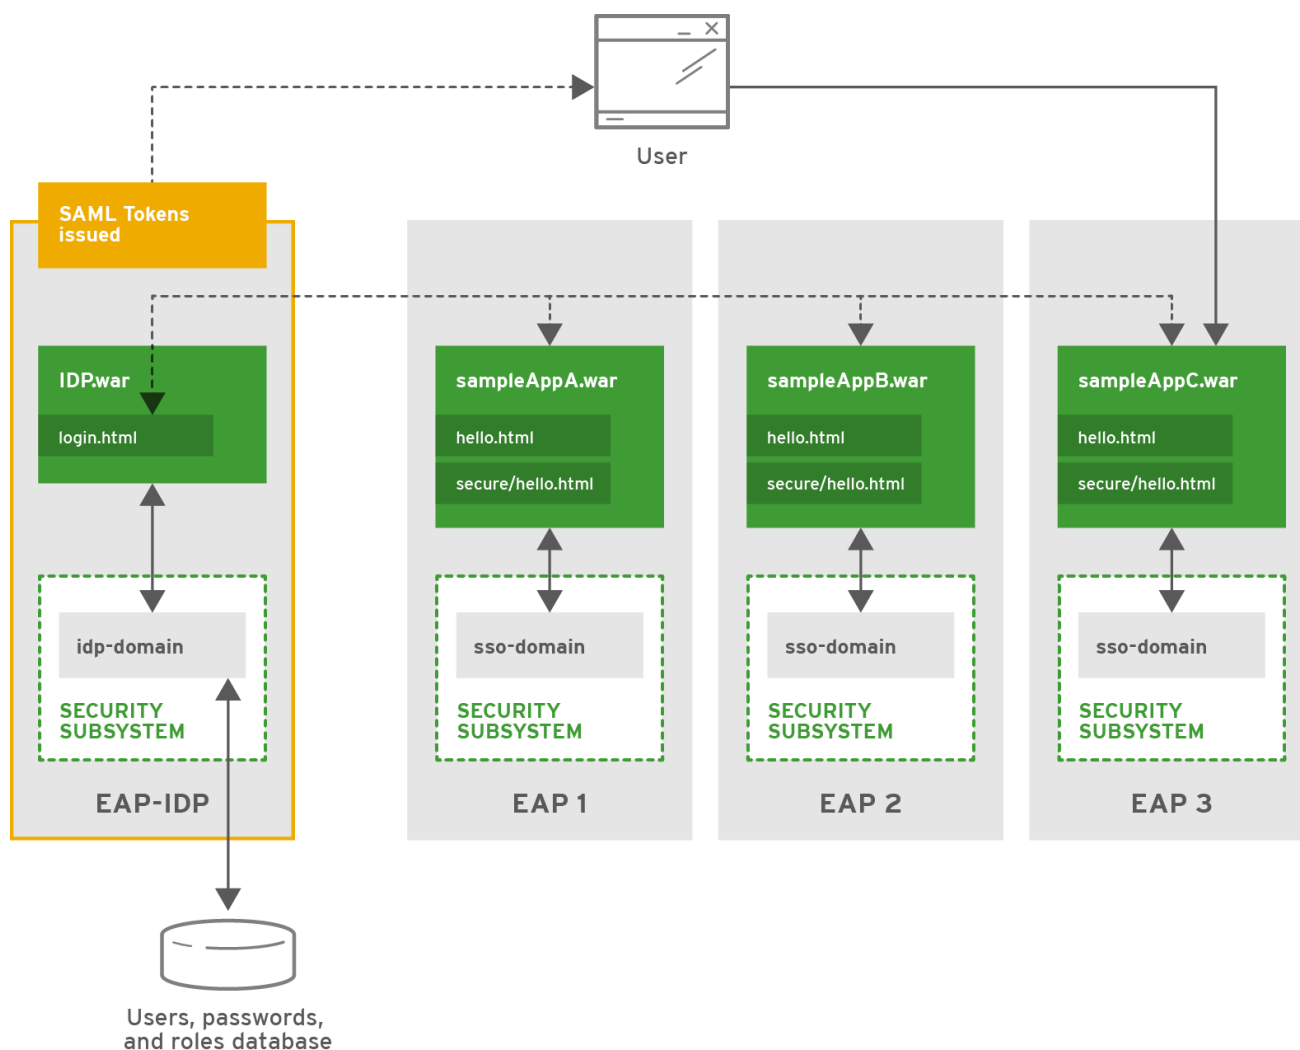 User
SAML Tokens
issued
IDP.war
login.html
idp-domain
SECURITY
SUBSYSTEM
EAP-IDP
sampleAppA.war
hello.html
secure/hello.html
sso-domain
SECURITY
SUBSYSTEM
EAP 1
sampleAppB.war
hello.html
secure/hello.html
sso-domain
SECURITY
SUBSYSTEM
EAP 2
sampleAppC.war
hello.html
secure/hello.html
sso-domain
SECURITY
SUBSYSTEM
EAP 3
Users, passwords,
and roles database